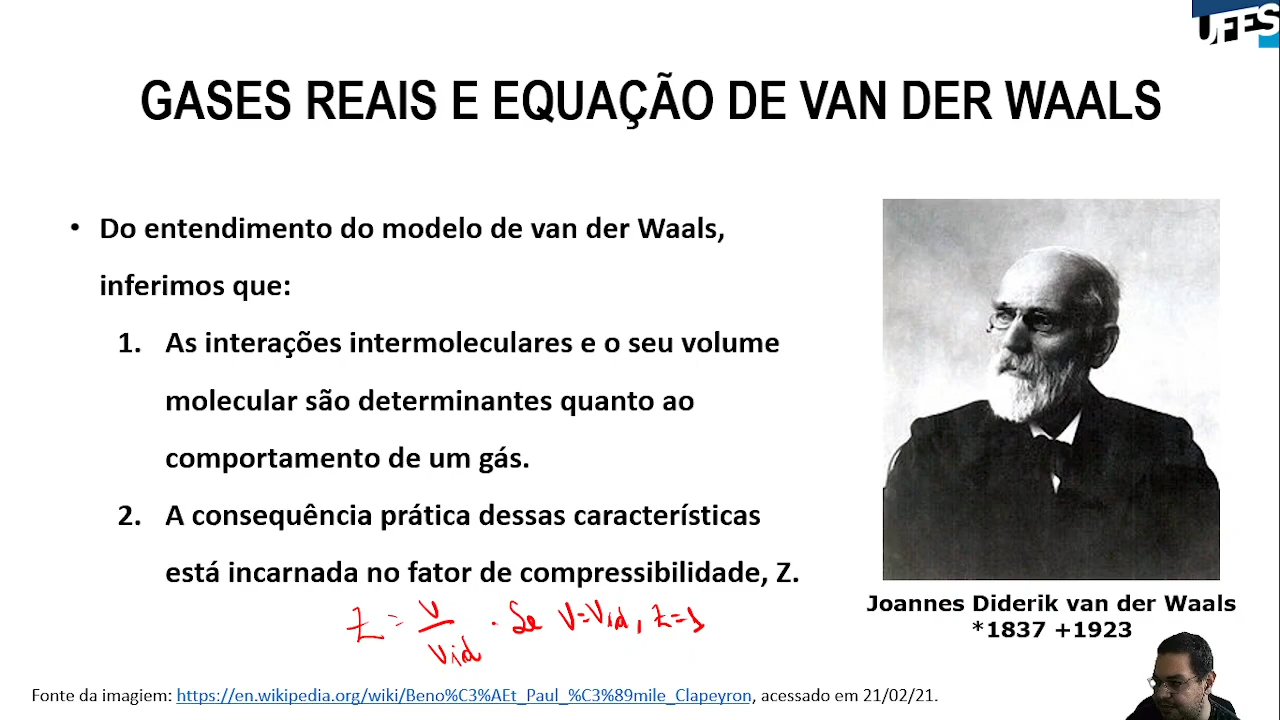 UFES
GASES REAIS E EQUAÇÃO DE VAN DER WAALS
• Do entendimento do modelo de van der Waals,
inferimos que:
1. As interações intermoleculares e o seu volume
molecular são determinantes quanto ao
comportamento de um gás.
2. A consequência prática dessas características
está incarnada no fator de compressibilidade, Z.
Z = V / Vid . Se V=Vid, Z=1
Joannes Diderik van der Waals
*1837 +1923
Fonte da imagiem: https://en.wikipedia.org/wiki/Beno%C3%AEt_Paul_%C3%89mile_Clapeyron, acessado em 21/02/21.